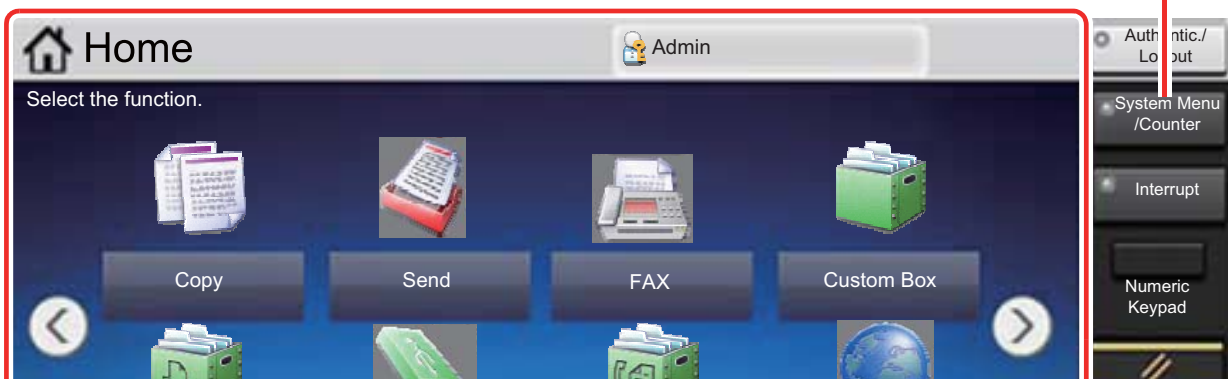 Home
Admin
Select the function.
Copy
Send
FAX
Custom Box
System Menu
/Counter
Interrupt
Numeric
Keypad